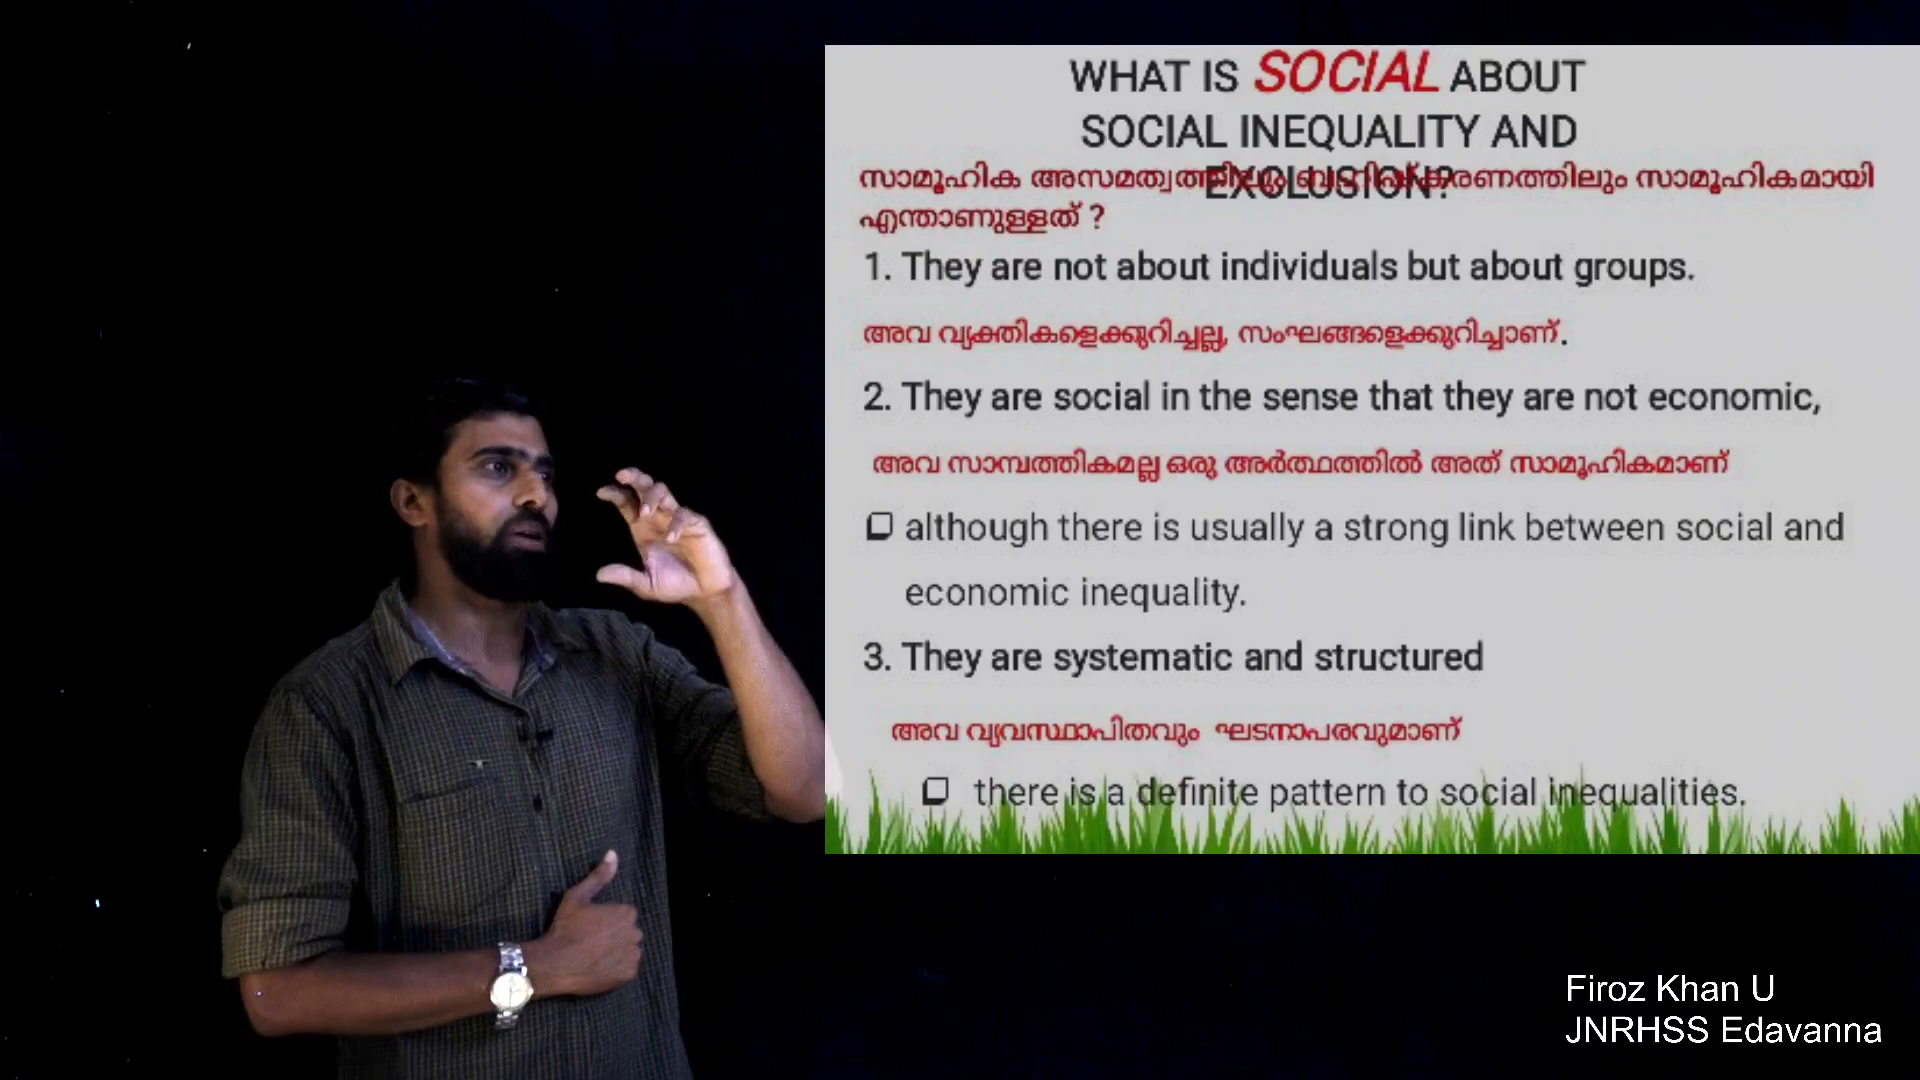 WHAT IS SOCIAL ABOUT
SOCIAL INEQUALITY AND
EXCLUSION?
സാമൂഹിക അസമത്വത്തിലും ബഹിഷ്കരണത്തിലും സാമൂഹികമായി
എന്താണുള്ളത് ?
1. They are not about individuals but about groups.
അവ വ്യക്തികളെക്കുറിച്ചല്ല, സംഘങ്ങളെക്കുറിച്ചാണ്.
2. They are social in the sense that they are not economic,
അവ സാമ്പത്തികമല്ല ഒരു അർത്ഥത്തിൽ അത് സാമൂഹികമാണ്
although there is usually a strong link between social and
economic inequality.
3. They are systematic and structured
അവ വ്യവസ്ഥാപിതവും ഘടനാപരവുമാണ്
there is a definite pattern to social inequalities.
Firoz Khan U
JNRHSS Edavanna